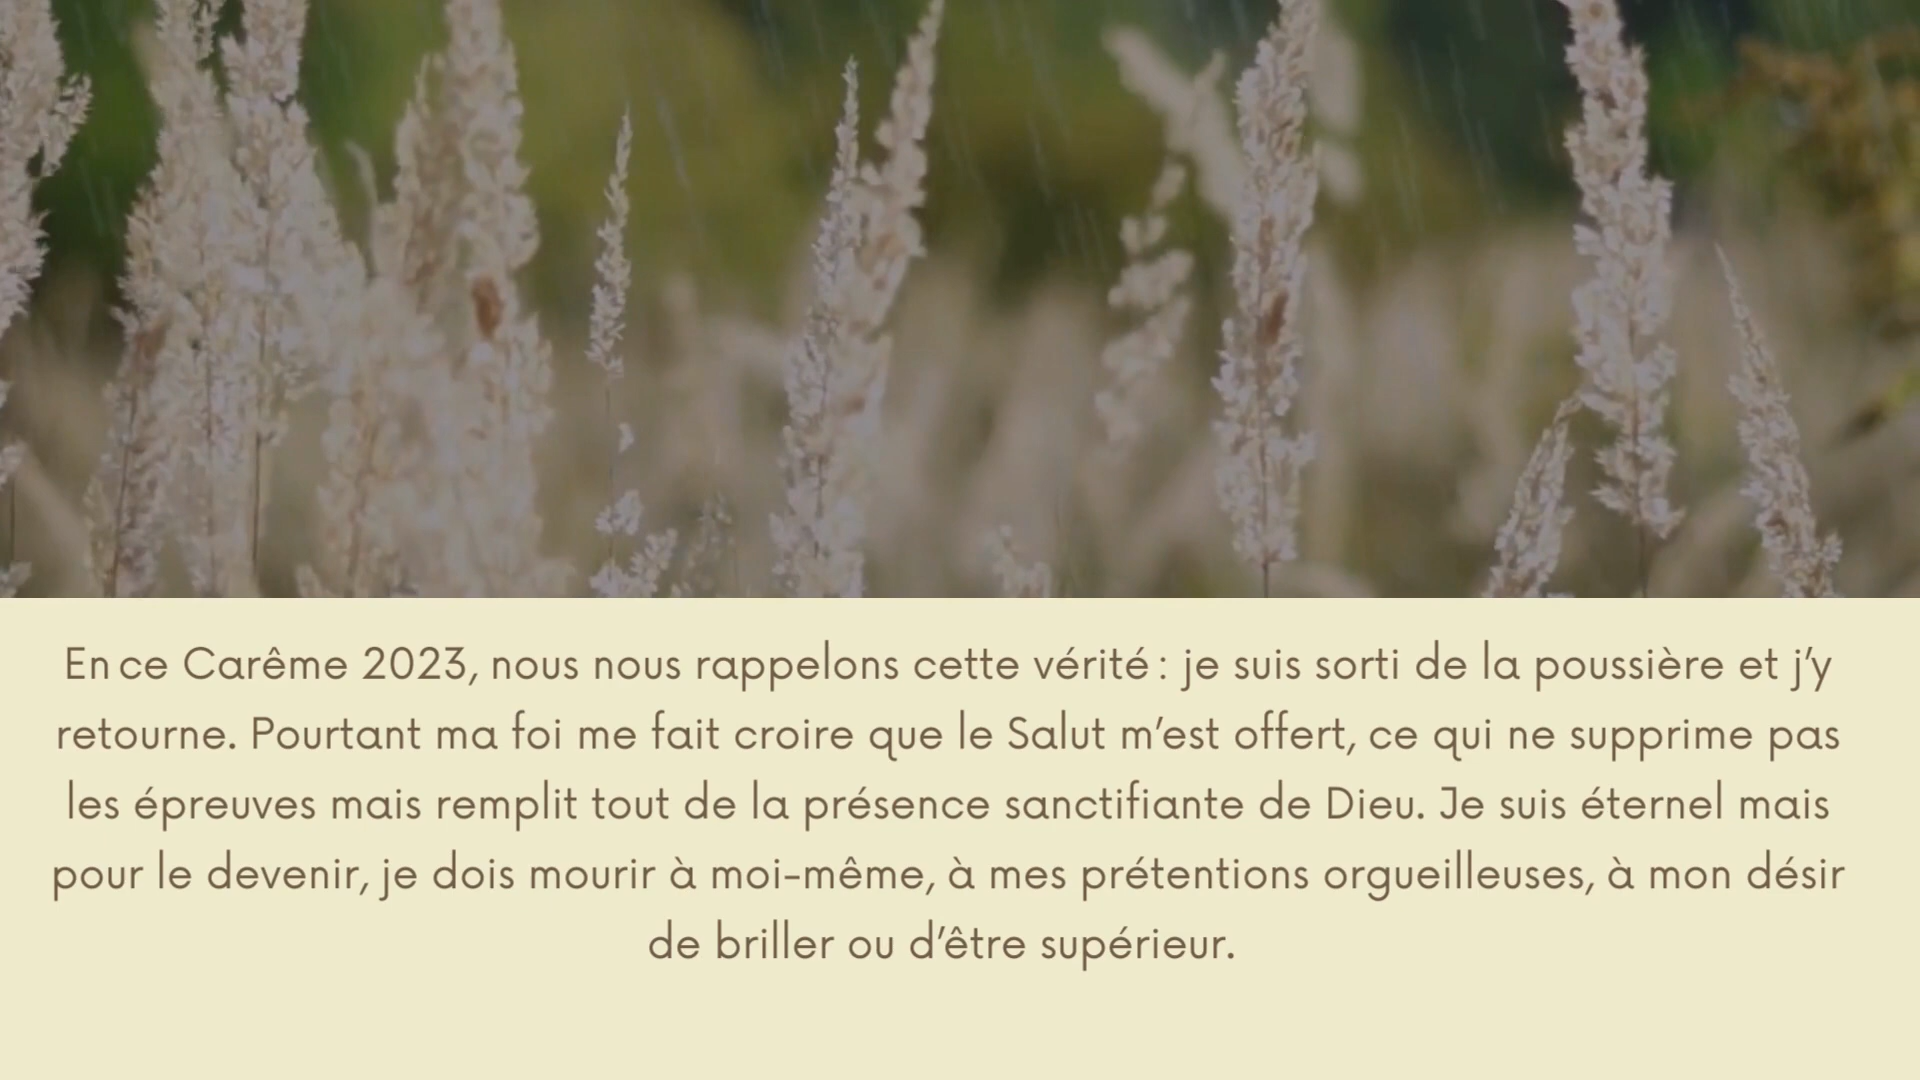 En ce Carême 2023, nous nous rappelons cette vérité : je suis sorti de la poussière et j’y
retourne. Pourtant ma foi me fait croire que le Salut m’est offert, ce qui ne supprime pas
les épreuves mais remplit tout de la présence sanctifiante de Dieu. Je suis éternel mais
pour le devenir, je dois mourir à moi-même, à mes prétentions orgueilleuses, à mon désir
de briller ou d’être supérieur.